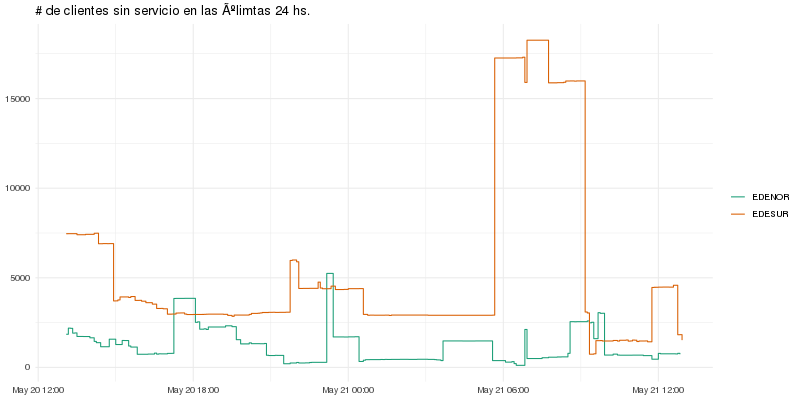 # de clientes sin servicio en las Ãºlimtas 24 hs.
15000
10000
5000
0
EDENOR
EDESUR
May 20 12:00
May 20 18:00
May 21 00:00
May 21 06:00
May 21 12:00